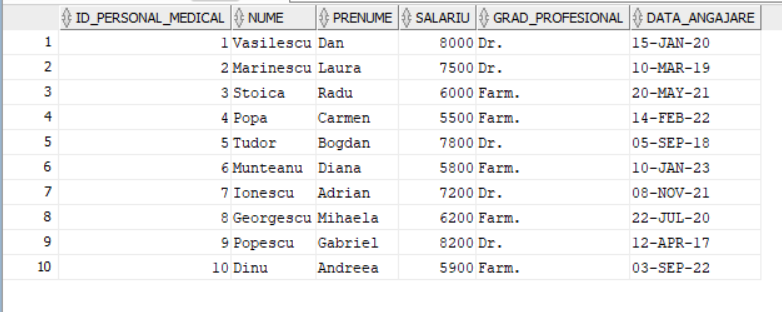 ID_PERSONAL_MEDICAL NUME PRENUME SALARIU GRAD_PROFESIONAL DATA_ANGAJARE
1 1 Vasilescu Dan 8000 Dr. 15-JAN-20
2 2 Marinescu Laura 7500 Dr. 10-MAR-19
3 3 Stoica Radu 6000 Farm. 20-MAY-21
4 4 Popa Carmen 5500 Farm. 14-FEB-22
5 5 Tudor Bogdan 7800 Dr. 05-SEP-18
6 6 Munteanu Diana 5800 Farm. 10-JAN-23
7 7 Ionescu Adrian 7200 Dr. 08-NOV-21
8 8 Georgescu Mihaela 6200 Farm. 22-JUL-20
9 9 Popescu Gabriel 8200 Dr. 12-APR-17
10 10 Dinu Andreea 5900 Farm. 03-SEP-22